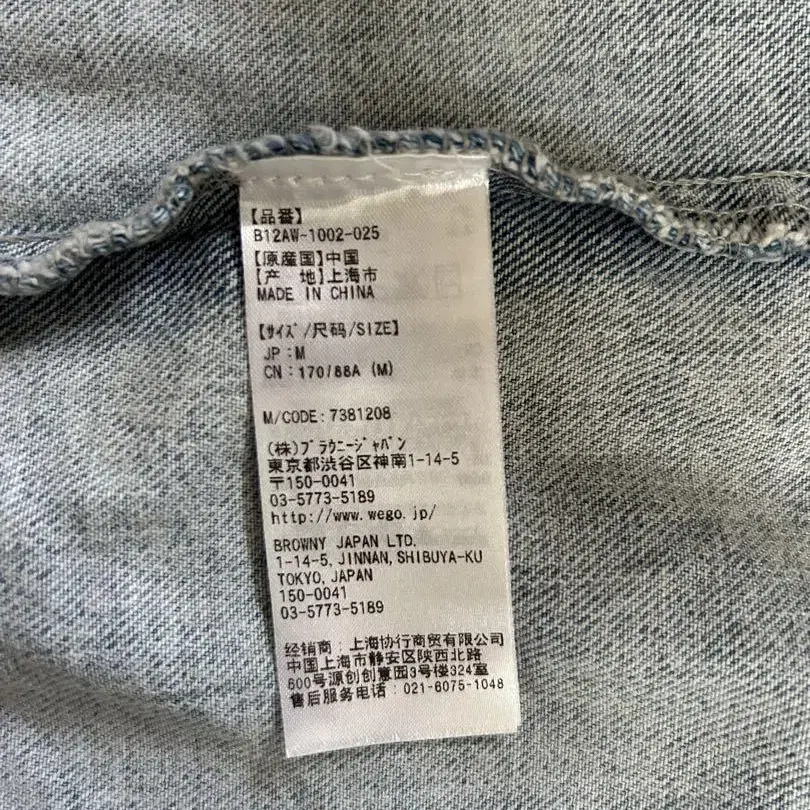 【品番】
B12AW-1002-025
【原産国】中国
【产　地】上海市
MADE IN CHINA
【ｻｲｽﾞ/尺码/SIZE】
JP:M
CN:170/88A (M)
M/CODE:7381208
(株)ﾌﾞﾗｳﾆｰｼﾞｬﾊﾟﾝ
東京都渋谷区神南1-14-5
〒150-0041
03-5773-5189
http://www.wego.jp/
BROWNY JAPAN LTD.
1-14-5, JINNAN, SHIBUYA-KU
TOKYO, JAPAN
150-0041
03-5773-5189
经销商：上海协行商贸有限公司
中国上海市静安区陕西北路
600号源创创意园3号楼324室
售后服务电话：021-6075-1048